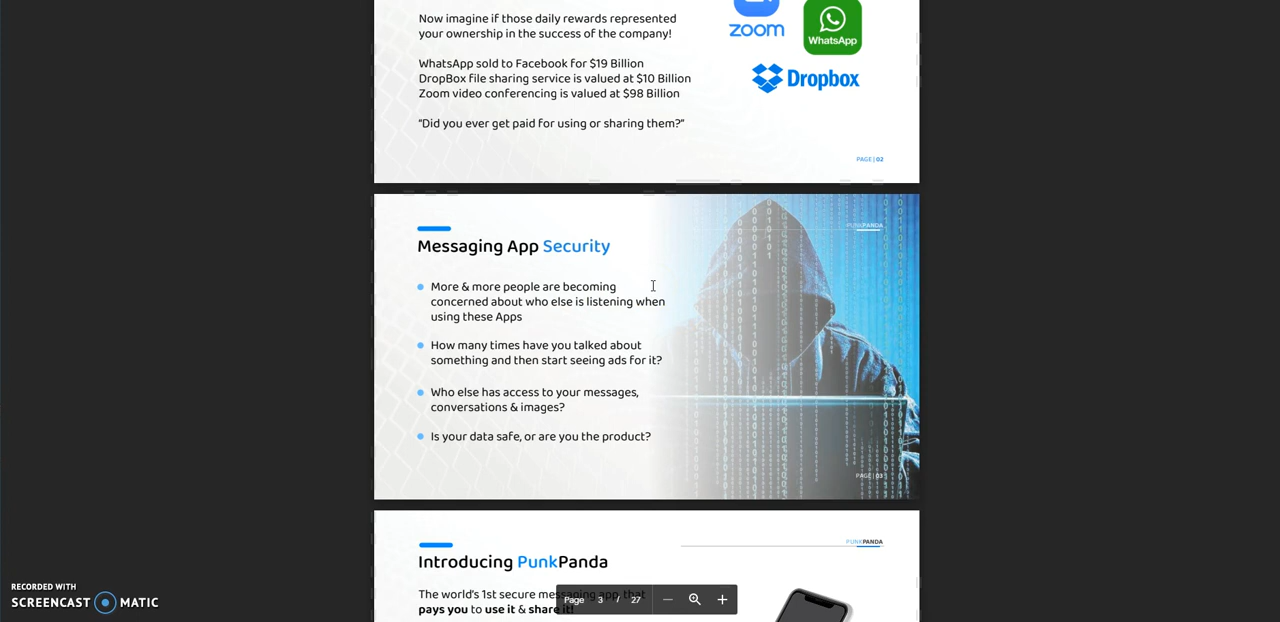 Now imagine if those daily rewards represented
your ownership in the success of the company!
zoom
WhatsApp
WhatsApp sold to Facebook for $19 Billion
DropBox file sharing service is valued at $10 Billion
Zoom video conferencing is valued at $98 Billion
Dropbox
"Did you ever get paid for using or sharing them?"
PAGE | 02
PUNKPANDA
Messaging App Security
More & more people are becoming
concerned about who else is listening when
using these Apps
How many times have you talked about
something and then start seeing ads for it?
Who else has access to your messages,
conversations & images?
Is your data safe, or are you the product?
PAGE | 03
PUNKPANDA
Introducing PunkPanda
The world's 1st secure messaging app that
pays you to use it & share it!
Page 3 / 27
RECORDED WITH
SCREENCAST MATIC